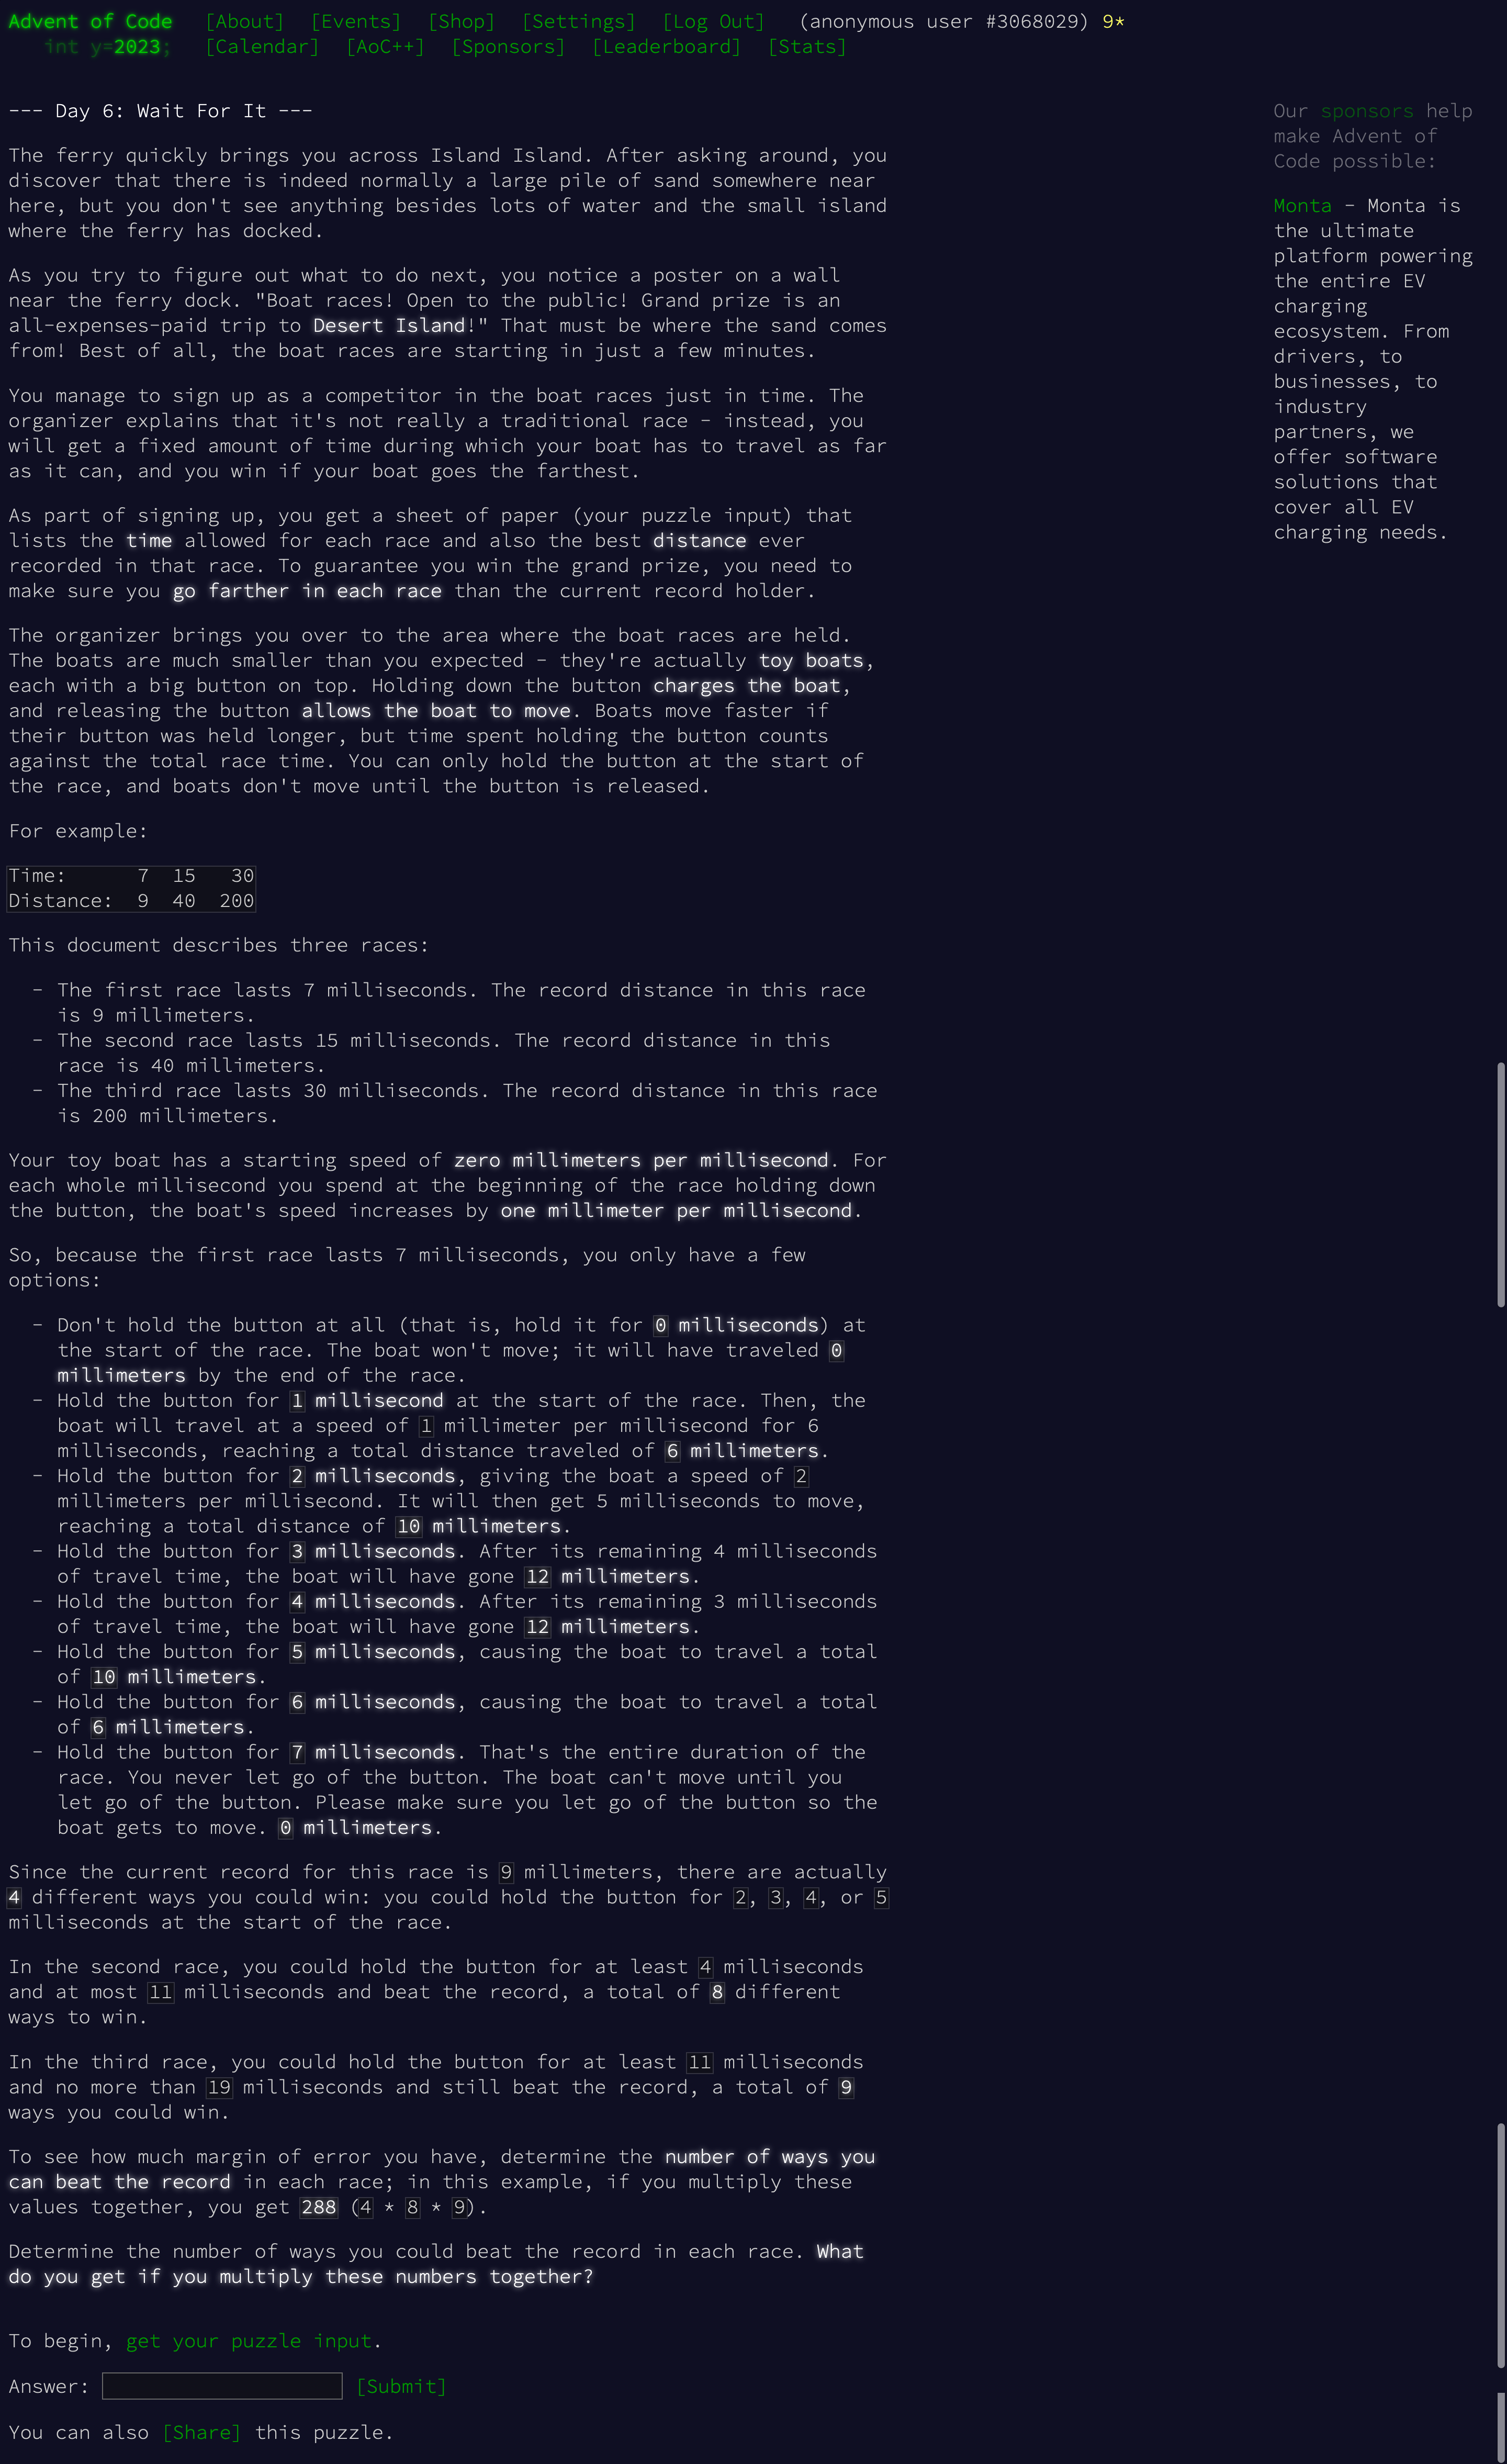 Advent of Code [About] [Events] [Shop] [Settings] [Log Out] (anonymous user #3068029) 9*
int y=2023; [Calendar] [AoC++] [Sponsors] [Leaderboard] [Stats]
--- Day 6: Wait For It ---
The ferry quickly brings you across Island Island. After asking around, you
discover that there is indeed normally a large pile of sand somewhere near
here, but you don't see anything besides lots of water and the small island
where the ferry has docked.
As you try to figure out what to do next, you notice a poster on a wall
near the ferry dock. "Boat races! Open to the public! Grand prize is an
all-expenses-paid trip to Desert Island!" That must be where the sand comes
from! Best of all, the boat races are starting in just a few minutes.
You manage to sign up as a competitor in the boat races just in time. The
organizer explains that it's not really a traditional race - instead, you
will get a fixed amount of time during which your boat has to travel as far
as it can, and you win if your boat goes the farthest.
As part of signing up, you get a sheet of paper (your puzzle input) that
lists the time allowed for each race and also the best distance ever
recorded in that race. To guarantee you win the grand prize, you need to
make sure you go farther in each race than the current record holder.
The organizer brings you over to the area where the boat races are held.
The boats are much smaller than you expected - they're actually toy boats,
each with a big button on top. Holding down the button charges the boat,
and releasing the button allows the boat to move. Boats move faster if
their button was held longer, but time spent holding the button counts
against the total race time. You can only hold the button at the start of
the race, and boats don't move until the button is released.
For example:
Time:      7  15   30
Distance:  9  40  200
This document describes three races:
- The first race lasts 7 milliseconds. The record distance in this race
is 9 millimeters.
- The second race lasts 15 milliseconds. The record distance in this
race is 40 millimeters.
- The third race lasts 30 milliseconds. The record distance in this race
is 200 millimeters.
Your toy boat has a starting speed of zero millimeters per millisecond. For
each whole millisecond you spend at the beginning of the race holding down
the button, the boat's speed increases by one millimeter per millisecond.
So, because the first race lasts 7 milliseconds, you only have a few
options:
- Don't hold the button at all (that is, hold it for 0 milliseconds) at
the start of the race. The boat won't move; it will have traveled 0
millimeters by the end of the race.
- Hold the button for 1 millisecond at the start of the race. Then, the
boat will travel at a speed of 1 millimeter per millisecond for 6
milliseconds, reaching a total distance traveled of 6 millimeters.
- Hold the button for 2 milliseconds, giving the boat a speed of 2
millimeters per millisecond. It will then get 5 milliseconds to move,
reaching a total distance of 10 millimeters.
- Hold the button for 3 milliseconds. After its remaining 4 milliseconds
of travel time, the boat will have gone 12 millimeters.
- Hold the button for 4 milliseconds. After its remaining 3 milliseconds
of travel time, the boat will have gone 12 millimeters.
- Hold the button for 5 milliseconds, causing the boat to travel a total
of 10 millimeters.
- Hold the button for 6 milliseconds, causing the boat to travel a total
of 6 millimeters.
- Hold the button for 7 milliseconds. That's the entire duration of the
race. You never let go of the button. The boat can't move until you
let go of the button. Please make sure you let go of the button so the
boat gets to move. 0 millimeters.
Since the current record for this race is 9 millimeters, there are actually
4 different ways you could win: you could hold the button for 2, 3, 4, or 5
milliseconds at the start of the race.
In the second race, you could hold the button for at least 4 milliseconds
and at most 11 milliseconds and beat the record, a total of 8 different
ways to win.
In the third race, you could hold the button for at least 11 milliseconds
and no more than 19 milliseconds and still beat the record, a total of 9
ways you could win.
To see how much margin of error you have, determine the number of ways you
can beat the record in each race; in this example, if you multiply these
values together, you get 288 (4 * 8 * 9).
Determine the number of ways you could beat the record in each race. What
do you get if you multiply these numbers together?
To begin, get your puzzle input.
Answer: [Submit]
You can also [Share] this puzzle.
Our sponsors help
make Advent of
Code possible:
Monta - Monta is
the ultimate
platform powering
the entire EV
charging
ecosystem. From
drivers, to
businesses, to
industry
partners, we
offer software
solutions that
cover all EV
charging needs.